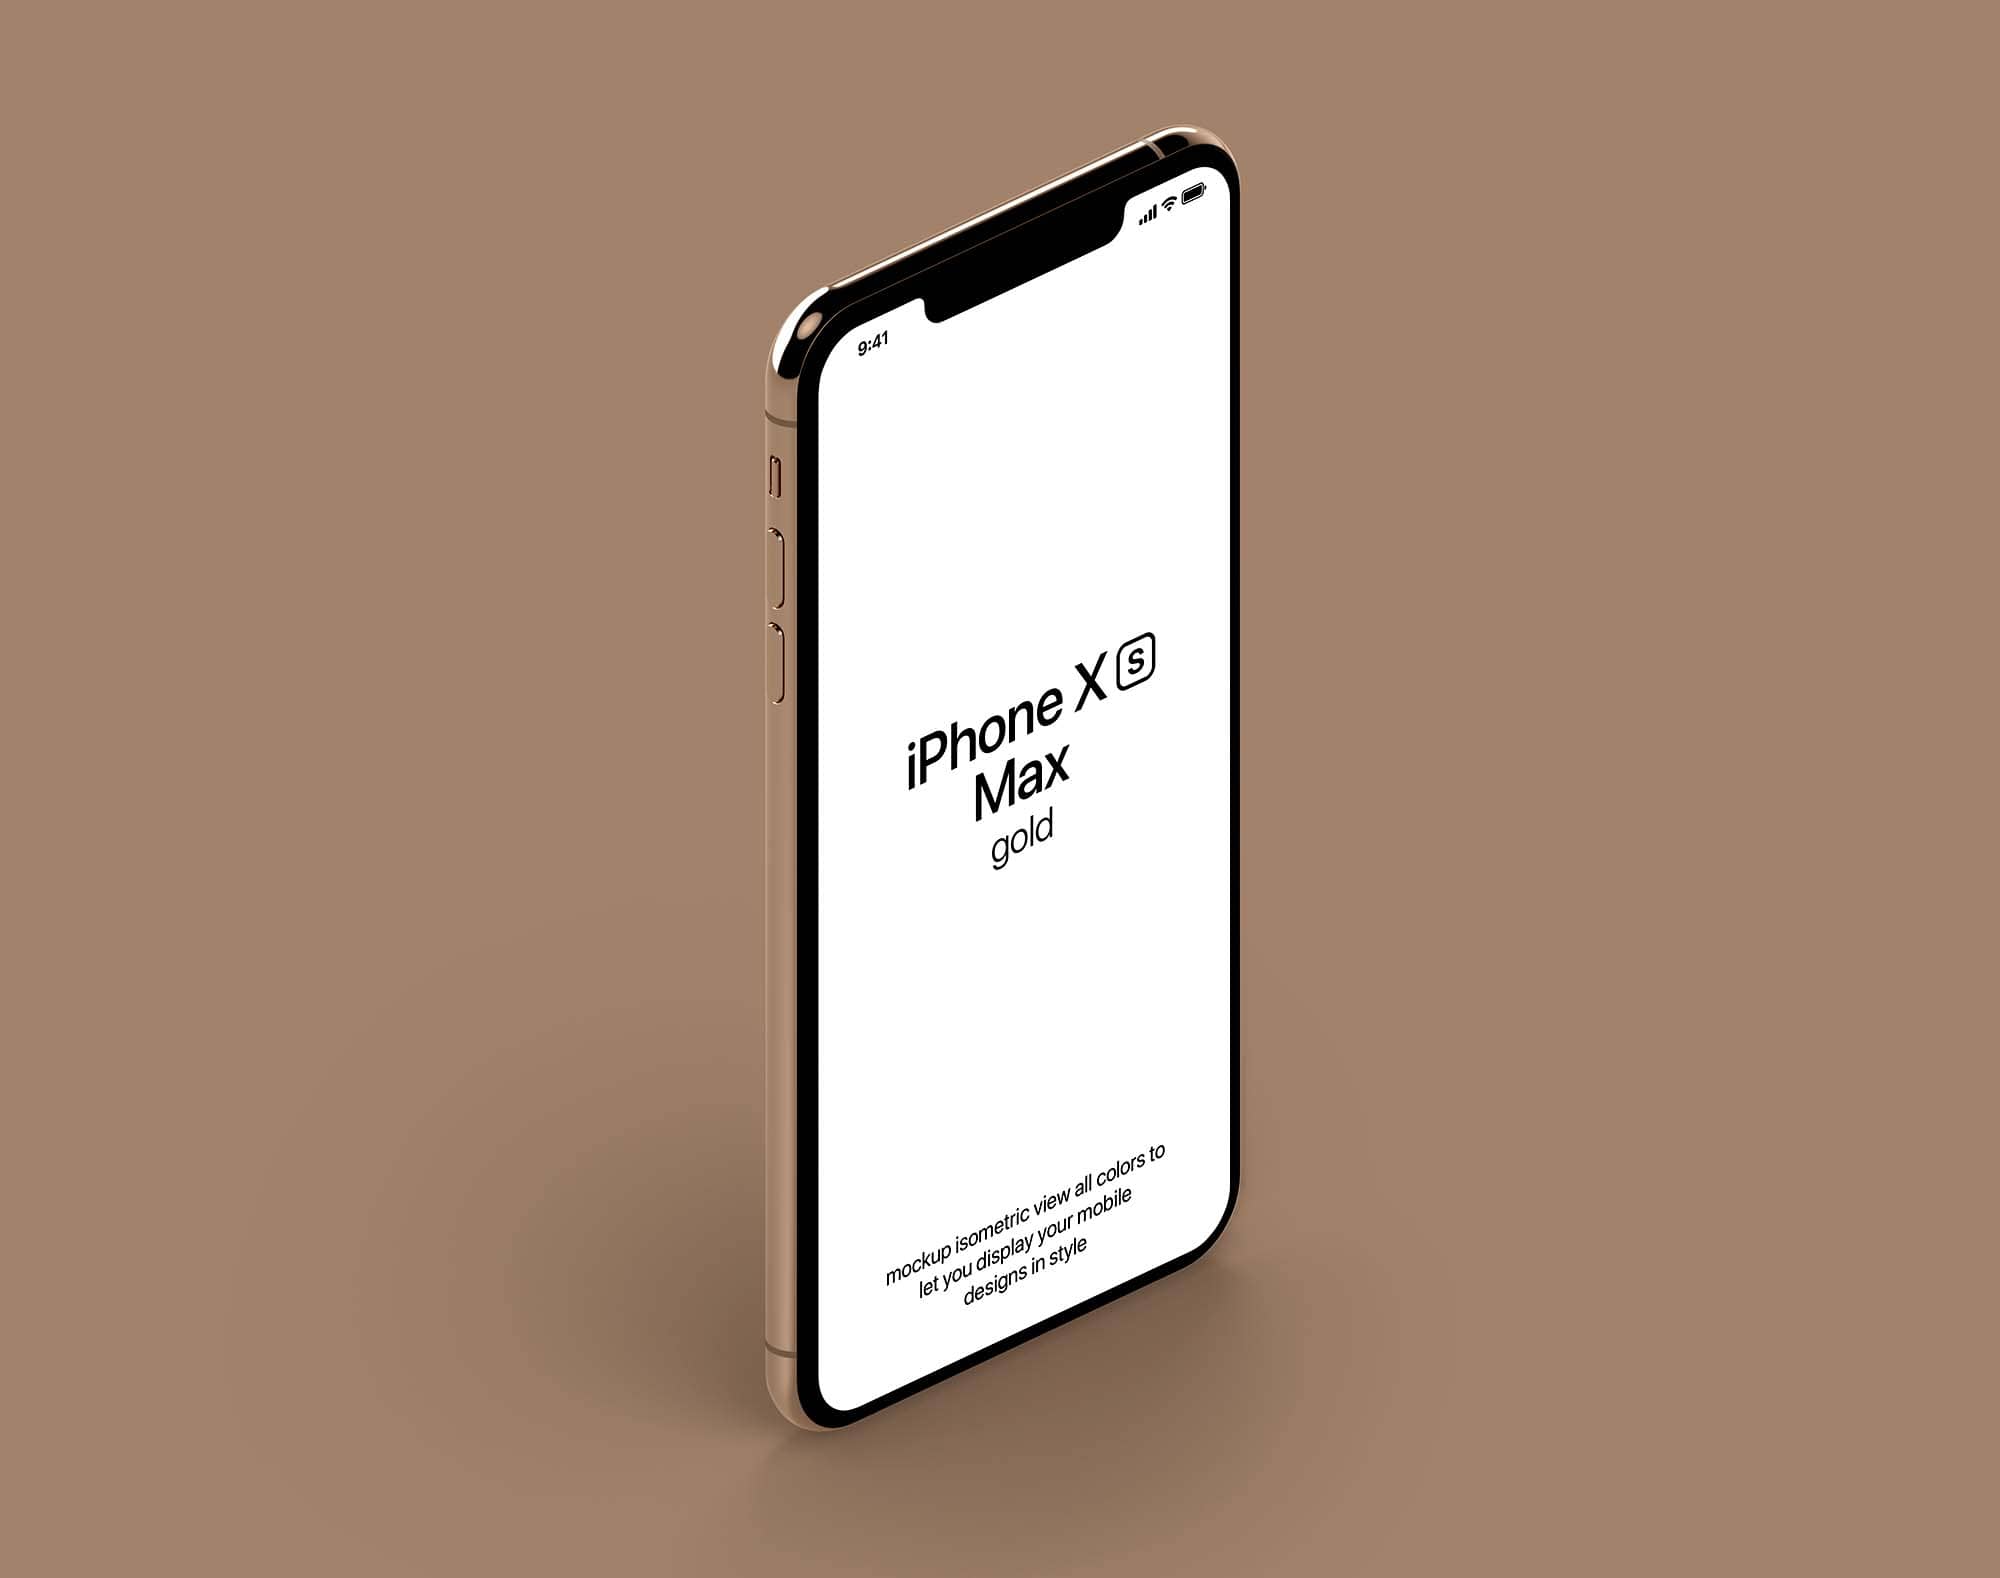 9:41
iPhone X S
Max
gold
mockup isometric view all colors to
let you display your mobile
designs in style